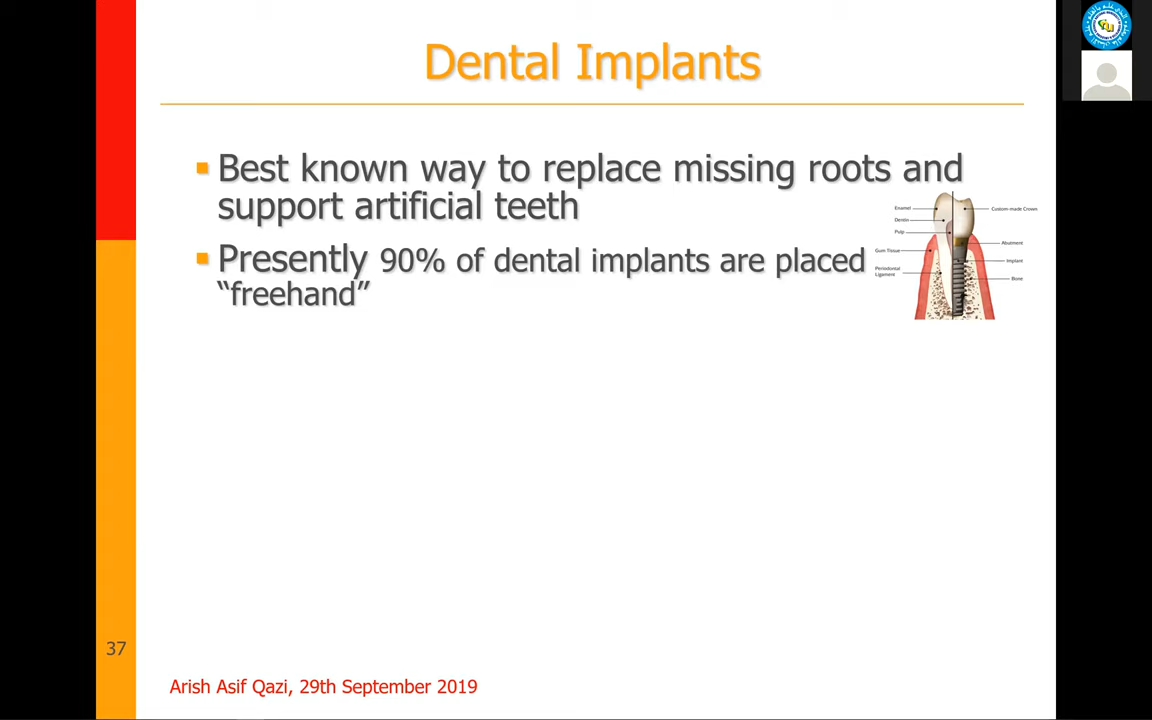 Dental Implants
Best known way to replace missing roots and
support artificial teeth
Presently 90% of dental implants are placed
“freehand”
Enamel
Dentin
Pulp
Gum Tissue
Periodontal
Ligament
Custom-made Crown
Abutment
Implant
Bone
37
Arish Asif Qazi, 29th September 2019